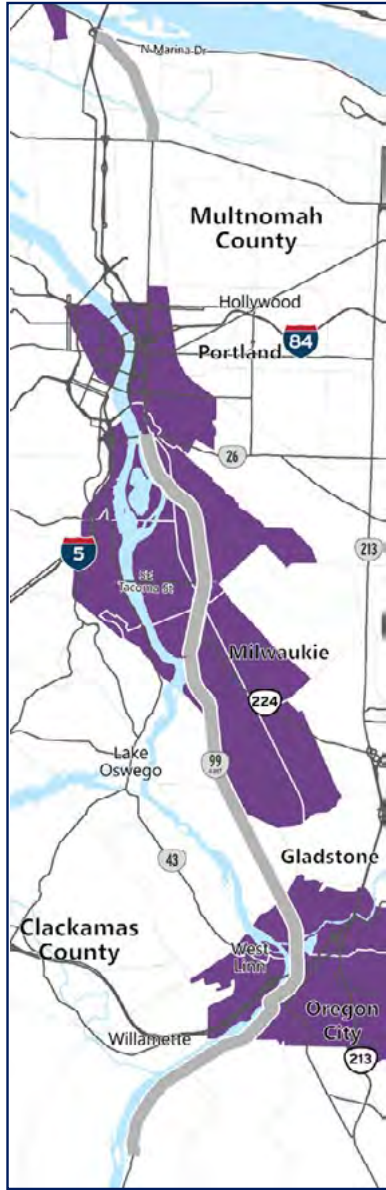 N Marina Dr
Multnomah
County
Hollywood
Portland
84
26
5
213
SE
Tacoma St
Milwaukie
224
Lake
Oswego
99
43
Gladstone
Clackamas
County
West
Linn
Oregon
City
Willamette
213